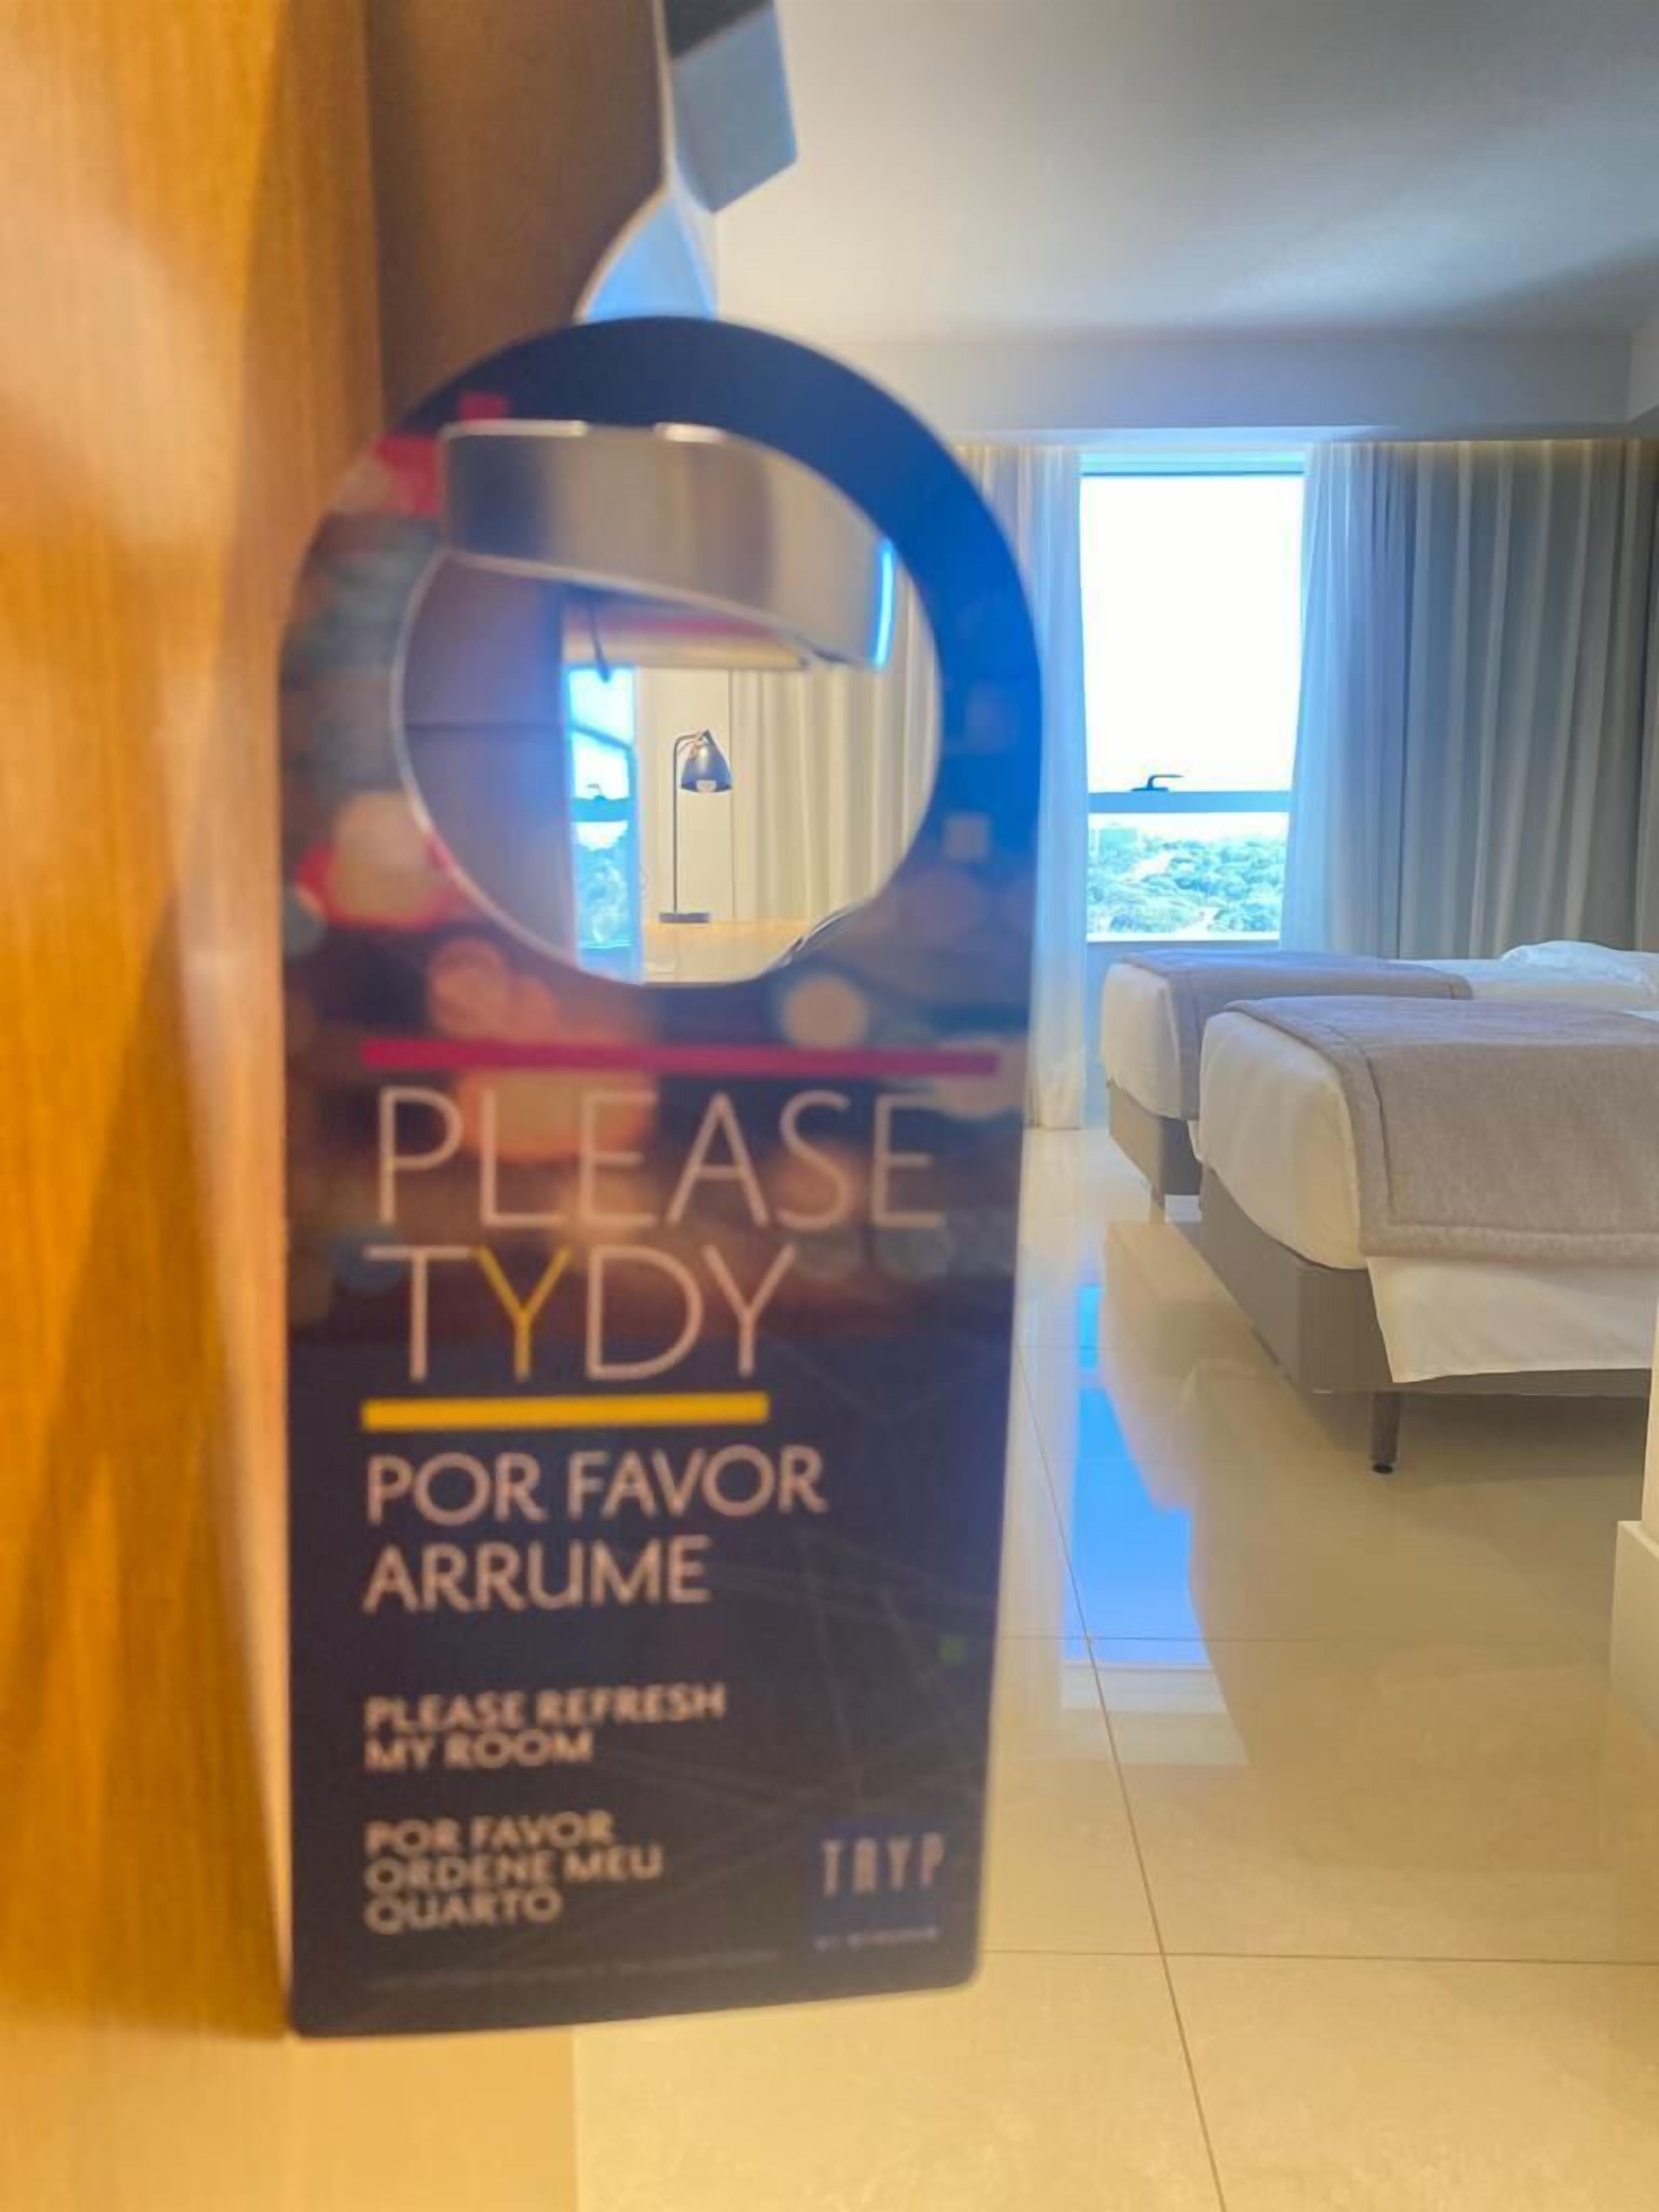 PLEASE
TYDY
POR FAVOR
ARRUME
PLEASE REFRESH
MY ROOM
POR FAVOR
ORDENE MEU
QUARTO
TRYP